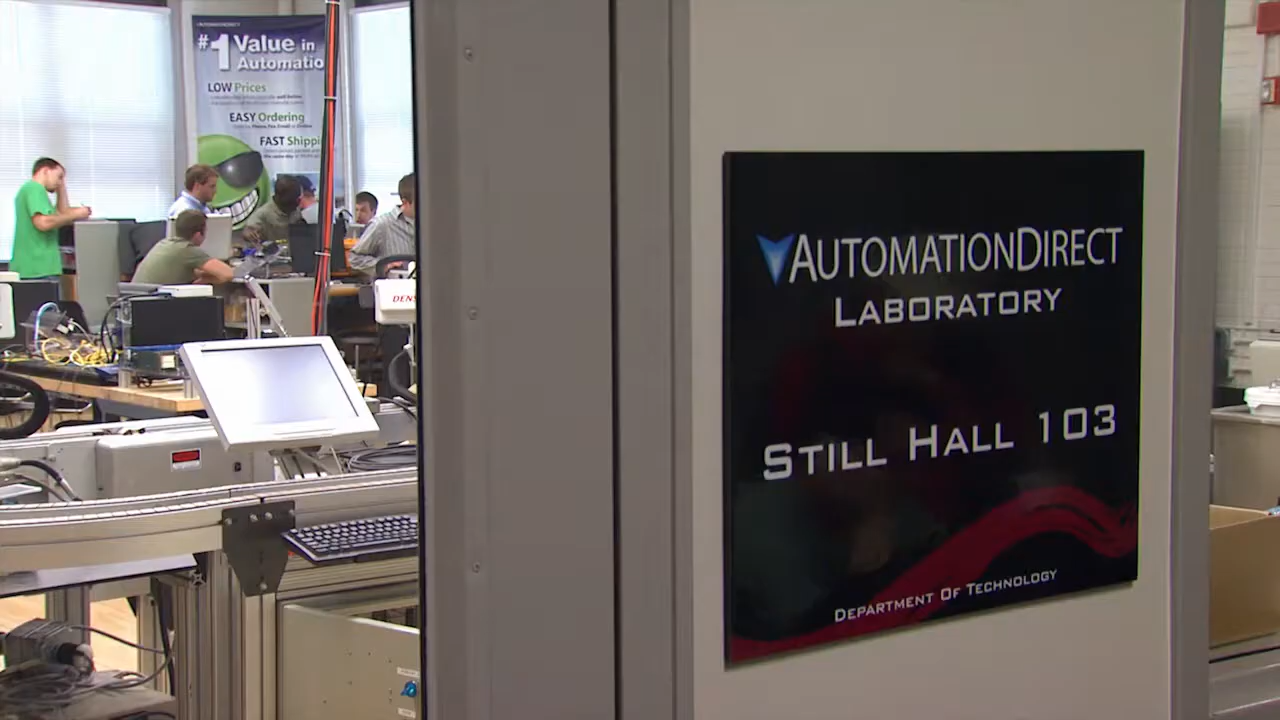 AUTOMATIONDIRECT
#1 Value in
Automatio
LOW Prices
EASY Ordering
FAST Shippi
DENS
AUTOMATIONDIRECT
LABORATORY
STILL HALL 103
DEPARTMENT OF TECHNOLOGY